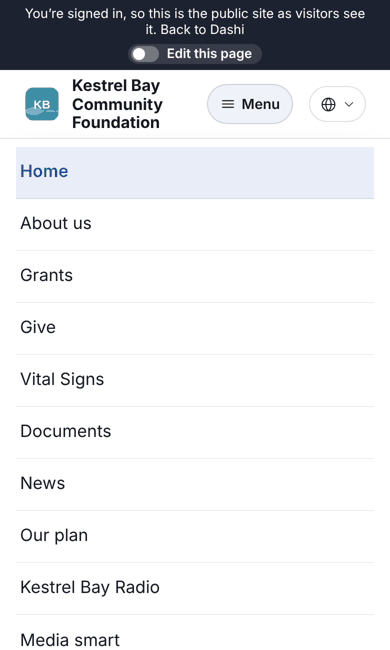 You're signed in, so this is the public site as visitors see
it. Back to Dashi
Edit this page
KB
Kestrel Bay
Community
Foundation
Menu
Home
About us
Grants
Give
Vital Signs
Documents
News
Our plan
Kestrel Bay Radio
Media smart